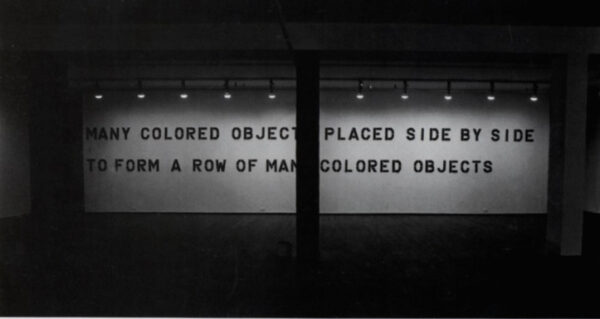 MANY COLORED OBJECT PLACED SIDE BY SIDE
TO FORM A ROW OF MAN COLORED OBJECTS